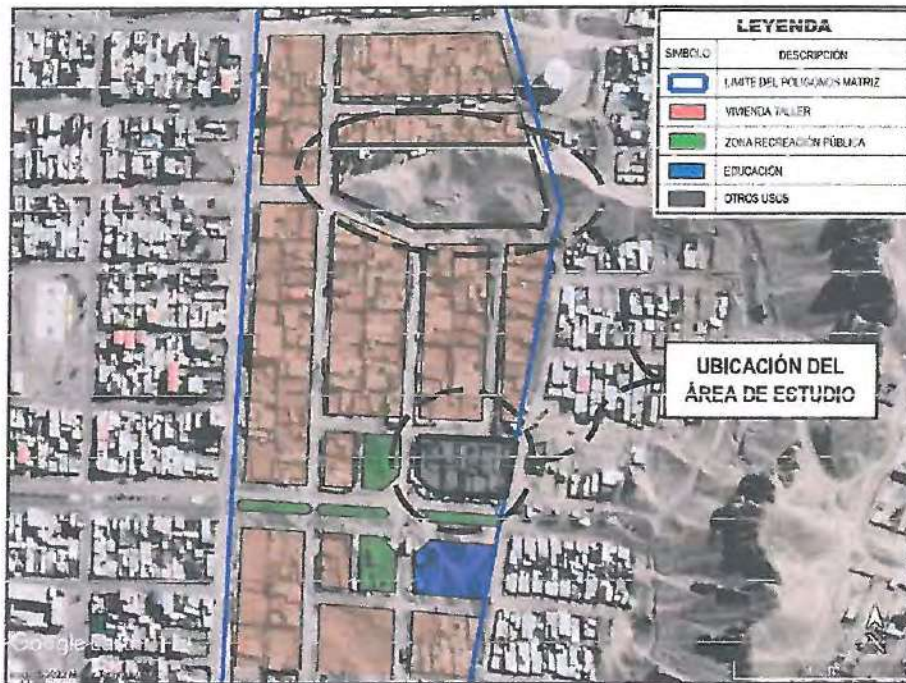 LEYENDA
SIMBOLO DESCRIPCIÓN
LIMITE DEL POLIGONOS MATRIZ
VIVIENDA TALLER
ZONA RECREACIÓN PÚBLICA
EDUCACIÓN
OTROS USOS
UBICACIÓN DEL
ÁREA DE ESTUDIO
Google Earth